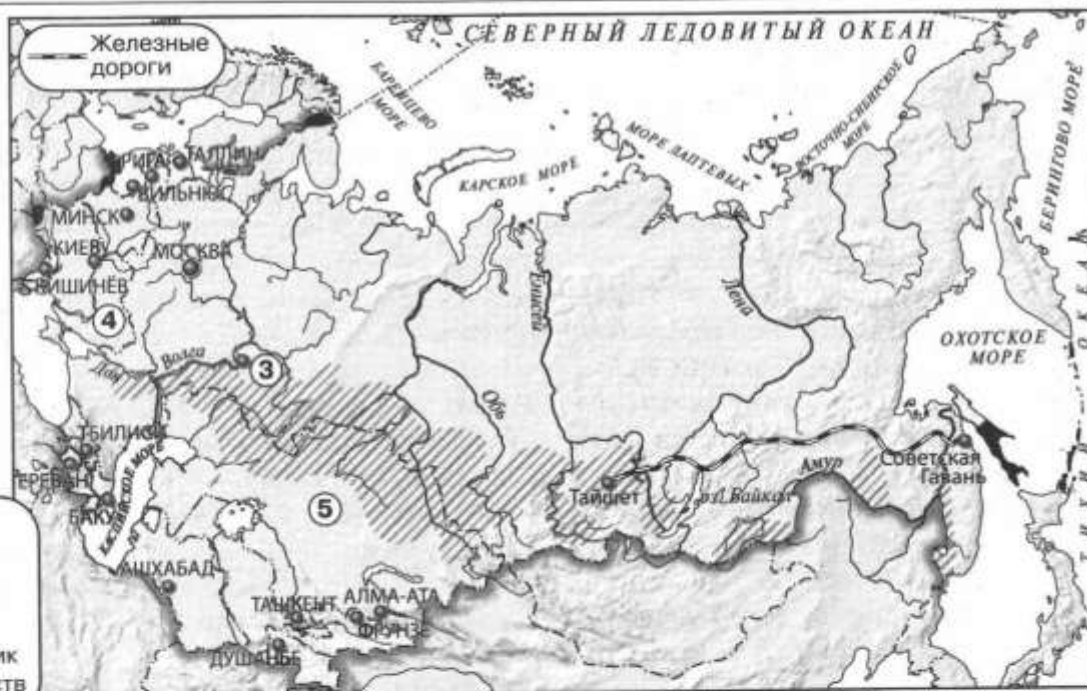 Железные
дороги
СЕВЕРНЫЙ ЛЕДОВИТЫЙ ОКЕАН
БАРЕНЦЕВО
МОРЕ
КАРСКОЕ МОРЕ
МОРЕ ЛАПТЕВЫХ
ВОСТОЧНО-СИБИРСКОЕ
МОРЕ
БЕРИНГОВО МОРЕ
ОХОТСКОЕ
МОРЕ
РИГА
ТАЛЛИН
ВИЛЬНЮС
МИНСК
КИЕВ
МОСКВА
КИШИНЁВ
4
Дон
Волга
3
Обь
Енисей
Лена
ТБИЛИСИ
ЕРЕВАН
БАКУ
КАСПИЙСКОЕ МОРЕ
5
Тайшет
оз. Байкал
Амур
Советская
Гавань
АШХАБАД
ТАШКЕНТ
АЛМА-АТА
ФРУНЗЕ
ДУШАНБЕ
ик
ств